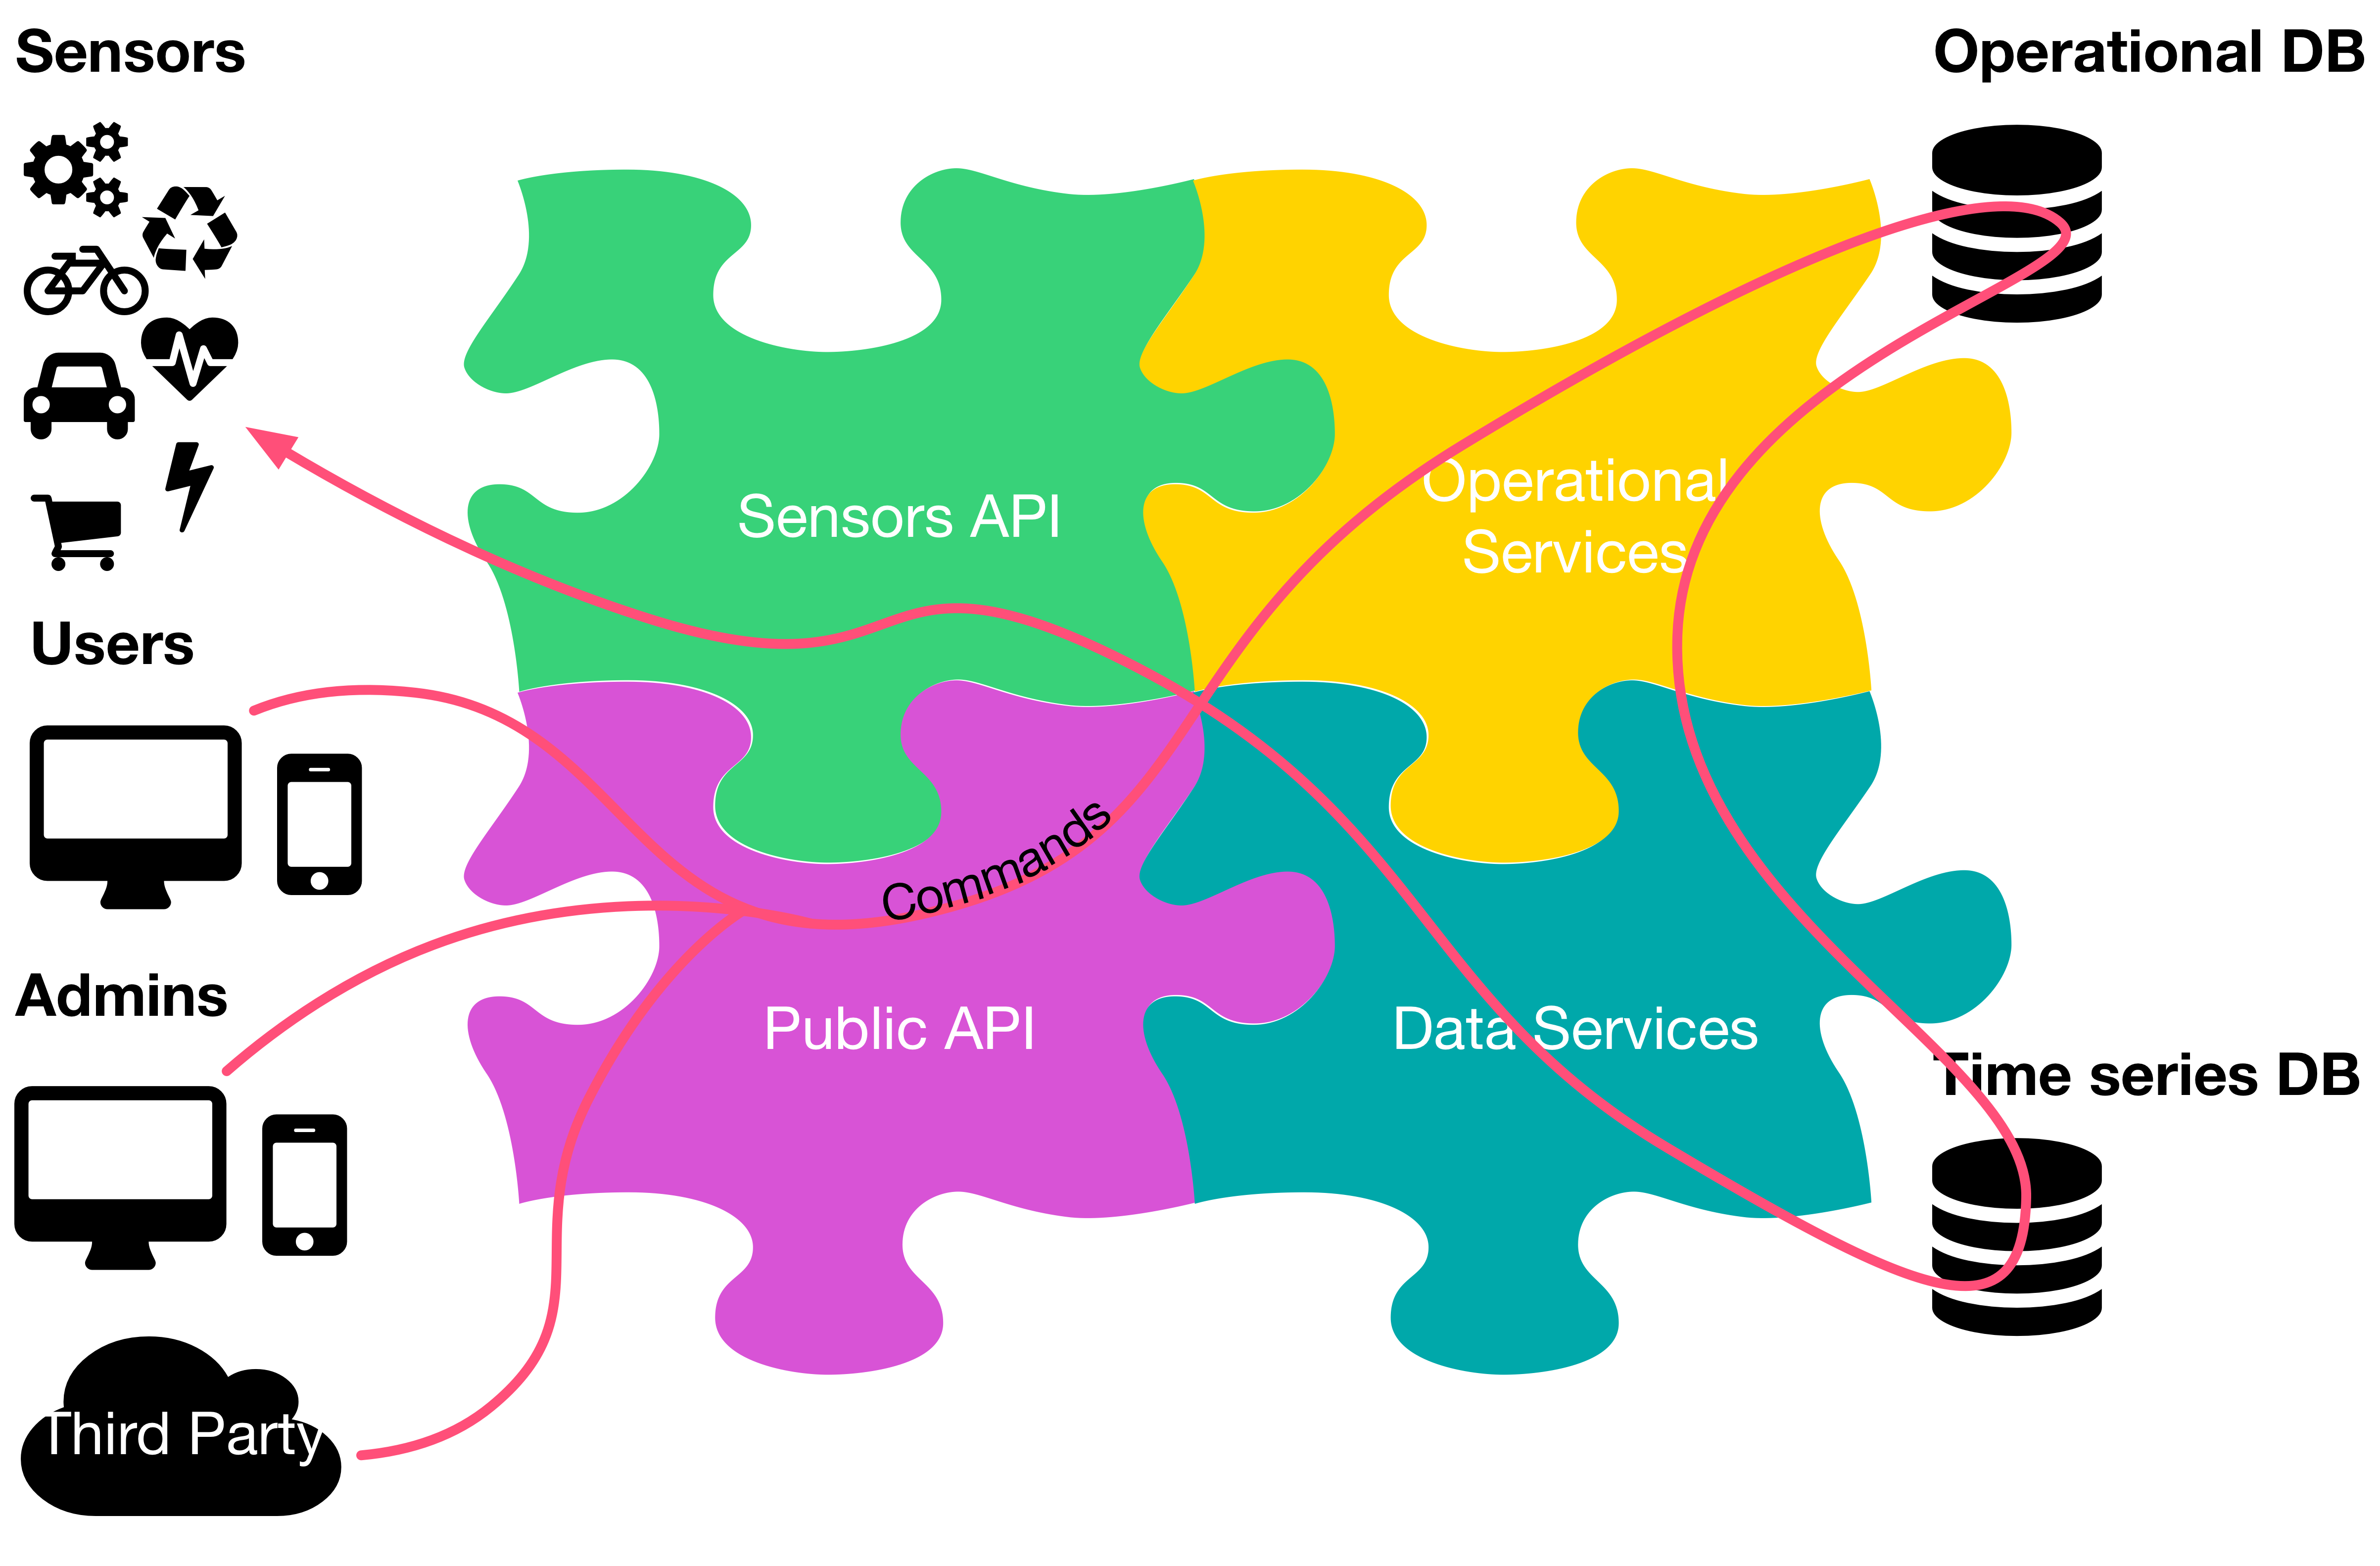 Sensors
Operational DB
Sensors API
Operational
Services
Users
Commands
Admins
Public API
Data Services
Time series DB
Third Party